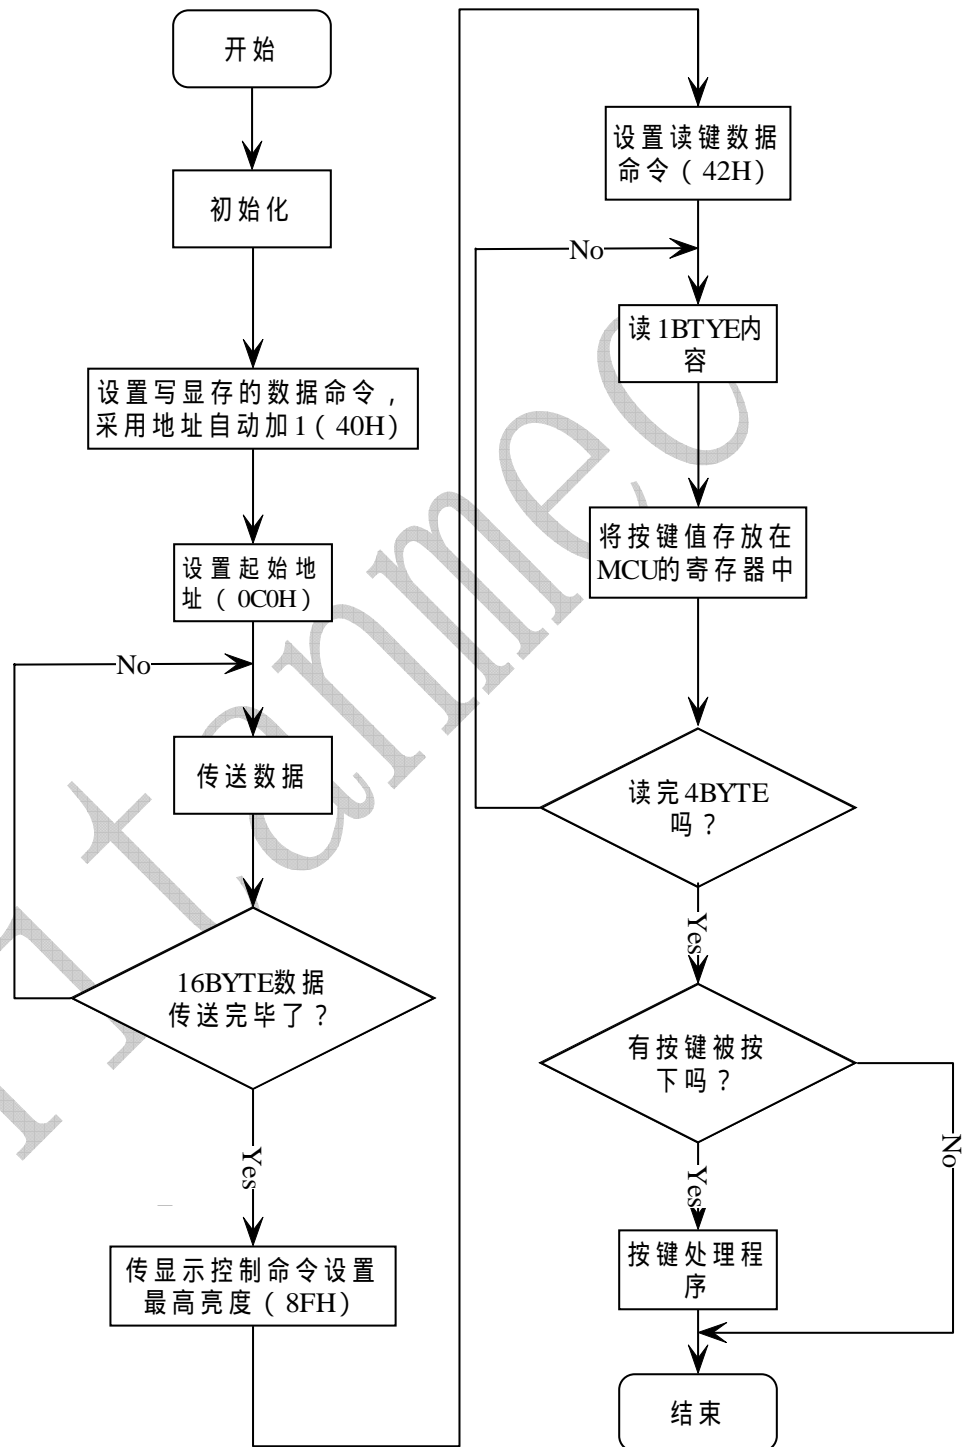 开始
初始化
设置写显存的数据命令，
采用地址自动加1（40H）
设置起始地
址（0C0H）
No
传送数据
16BYTE数据
传送完毕了？
Yes
传显示控制命令设置
最高亮度（8FH）
设置读键数据
命令（42H）
No
读1BTYE内
容
将按键值存放在
MCU的寄存器中
读完4BYTE
吗？
Yes
有按键被按
下吗？
No
Yes
按键处理程
序
结束